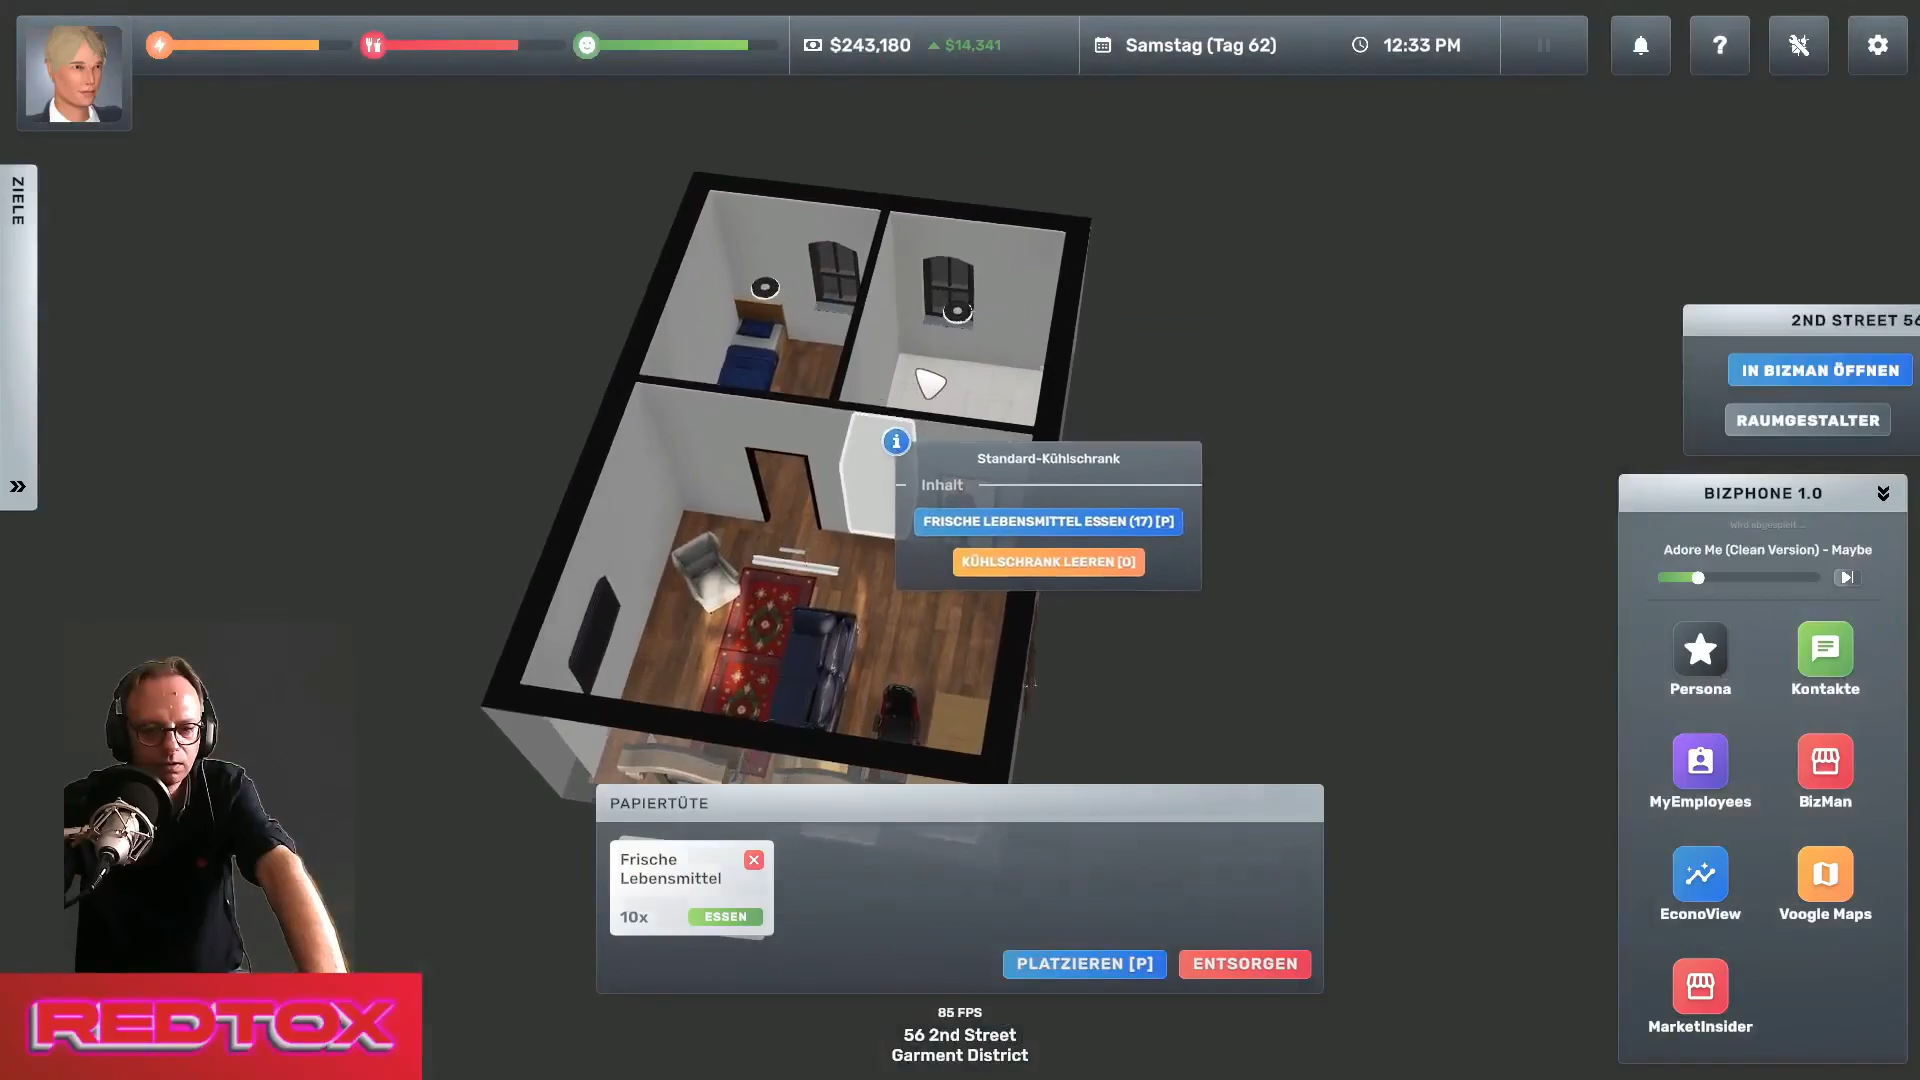 $243,180
$14,341
Samstag (Tag 62)
12:33 PM
?
ZIELE
2ND STREET 56
IN BIZMAN ÖFFNEN
RAUMGESTALTER
i
Standard-Kühlschrank
Inhalt
FRISCHE LEBENSMITTEL ESSEN (17) [P]
KÜHLSCHRANK LEEREN [O]
BIZPHONE 1.0
Wird abgespielt...
Adore Me (Clean Version) - Maybe
Persona
Kontakte
MyEmployees
BizMan
EconoView
Voogle Maps
MarketInsider
PAPIERTÜTE
Frische
Lebensmittel
10x
ESSEN
PLATZIEREN [P]
ENTSORGEN
85 FPS
56 2nd Street
Garment District
REDTOX